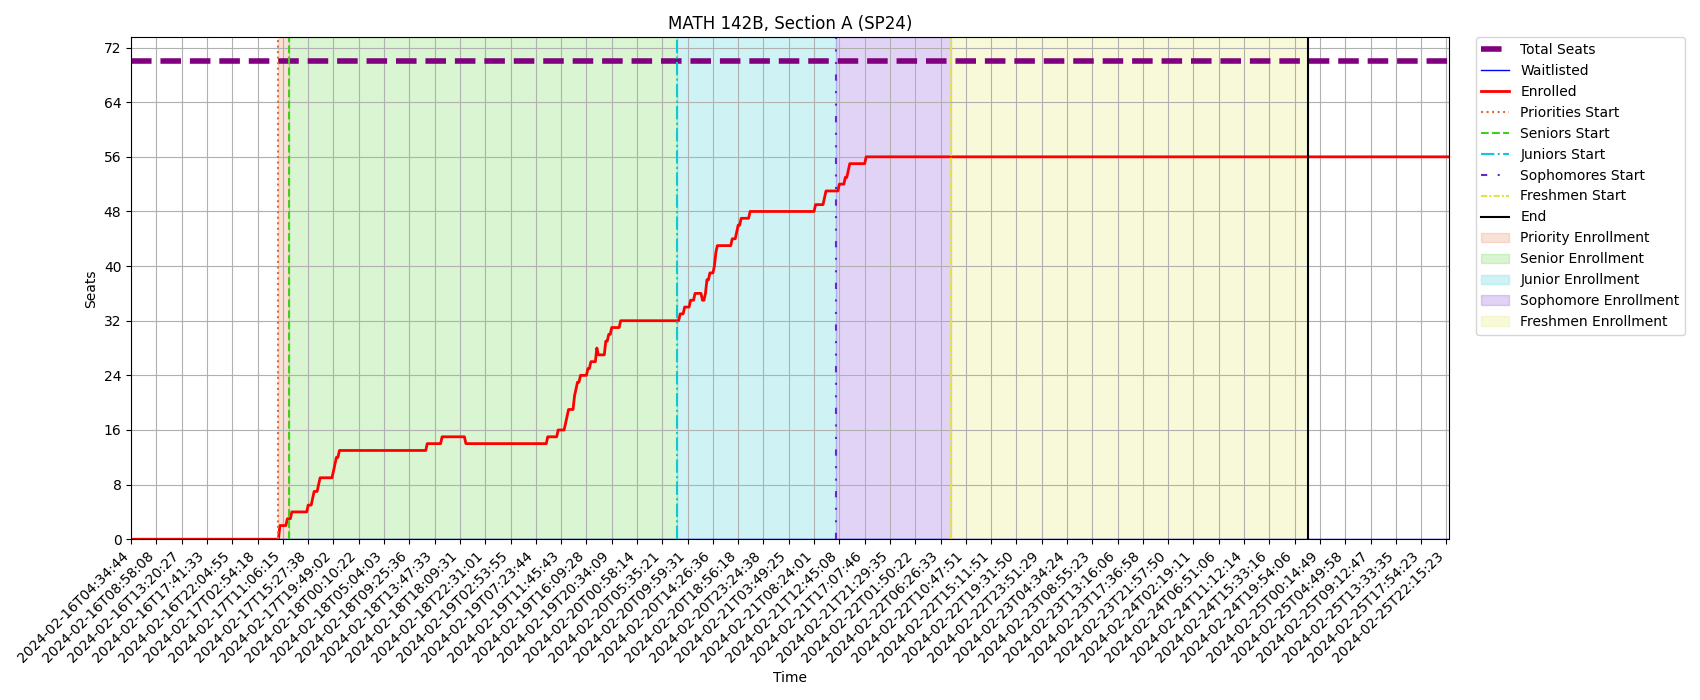 MATH 142B, Section A (SP24)
Seats
72
64
56
48
40
32
24
16
8
0
2024-02-16T04:34:44
2024-02-16T08:58:08
2024-02-16T13:20:27
2024-02-16T17:41:33
2024-02-16T22:04:55
2024-02-17T02:54:18
2024-02-17T11:06:15
2024-02-17T15:27:38
2024-02-17T19:49:02
2024-02-18T00:10:22
2024-02-18T05:04:03
2024-02-18T09:25:36
2024-02-18T13:47:33
2024-02-18T18:09:31
2024-02-18T22:31:01
2024-02-19T02:53:55
2024-02-19T07:23:44
2024-02-19T11:45:43
2024-02-19T16:09:28
2024-02-19T20:34:09
2024-02-20T00:58:14
2024-02-20T05:35:21
2024-02-20T09:59:31
2024-02-20T14:26:36
2024-02-20T18:56:18
2024-02-20T23:24:38
2024-02-21T03:49:25
2024-02-21T08:24:01
2024-02-21T12:45:08
2024-02-21T17:07:46
2024-02-21T21:29:35
2024-02-22T01:50:22
2024-02-22T06:26:33
2024-02-22T10:47:51
2024-02-22T15:11:51
2024-02-22T19:31:50
2024-02-22T23:51:29
2024-02-23T04:34:24
2024-02-23T08:55:23
2024-02-23T13:16:06
2024-02-23T17:36:58
2024-02-23T21:57:50
2024-02-24T02:19:11
2024-02-24T06:51:06
2024-02-24T11:12:14
2024-02-24T15:33:16
2024-02-24T19:54:06
2024-02-25T00:14:49
2024-02-25T04:49:58
2024-02-25T09:12:47
2024-02-25T13:33:35
2024-02-25T17:54:23
2024-02-25T22:15:23
Time
Total Seats
Waitlisted
Enrolled
Priorities Start
Seniors Start
Juniors Start
Sophomores Start
Freshmen Start
End
Priority Enrollment
Senior Enrollment
Junior Enrollment
Sophomore Enrollment
Freshmen Enrollment